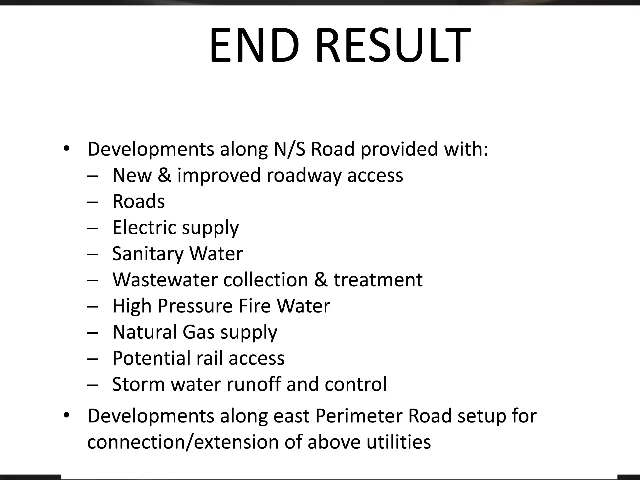 END RESULT
• Developments along N/S Road provided with:
– New & improved roadway access
– Roads
– Electric supply
– Sanitary Water
– Wastewater collection & treatment
– High Pressure Fire Water
– Natural Gas supply
– Potential rail access
– Storm water runoff and control
• Developments along east Perimeter Road setup for
connection/extension of above utilities